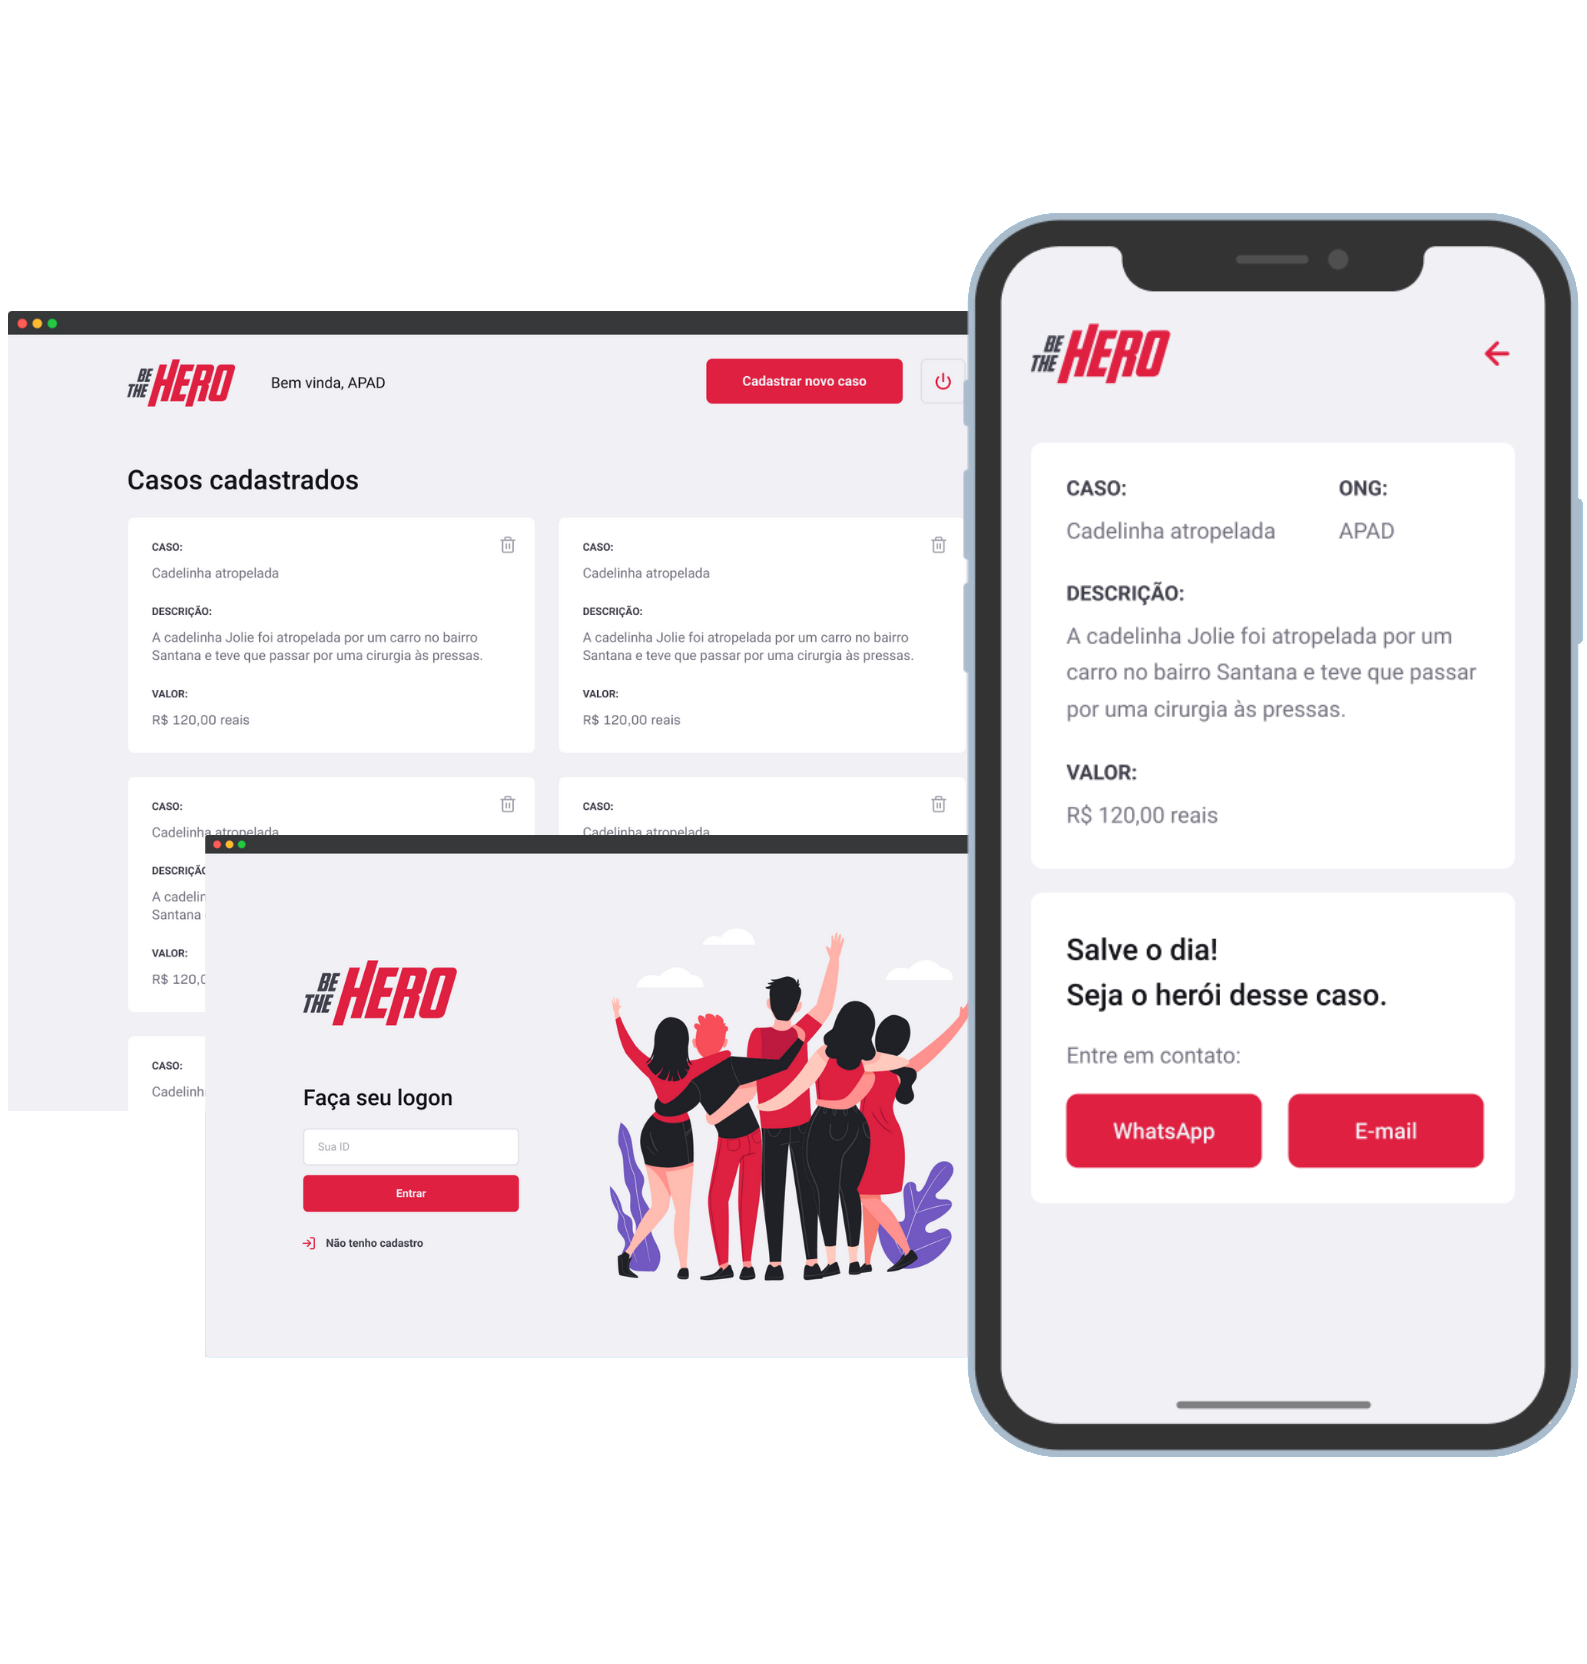 BE THE HERO
Bem vinda, APAD
Cadastrar novo caso
Casos cadastrados
CASO:
Cadelinha atropelada
DESCRIÇÃO:
A cadelinha Jolie foi atropelada por um carro no bairro
Santana e teve que passar por uma cirurgia às pressas.
VALOR:
R$ 120,00 reais
CASO:
Cadelinha atropelada
DESCRIÇÃO:
A cadelinha Jolie foi atropelada por um carro no bairro
Santana e teve que passar por uma cirurgia às pressas.
VALOR:
R$ 120,00 reais
CASO:
Cadelinha atropelada
DESCRIÇÃ
A cadelin
Santana
VALOR:
R$ 120,0
CASO:
Cadelinha atropelada
CASO:
Cadelinh
BE THE HERO
Faça seu logon
Sua ID
Entrar
Não tenho cadastro
BE THE HERO
CASO:
Cadelinha atropelada
ONG:
APAD
DESCRIÇÃO:
A cadelinha Jolie foi atropelada por um
carro no bairro Santana e teve que passar
por uma cirurgia às pressas.
VALOR:
R$ 120,00 reais
Salve o dia!
Seja o herói desse caso.
Entre em contato:
WhatsApp
E-mail